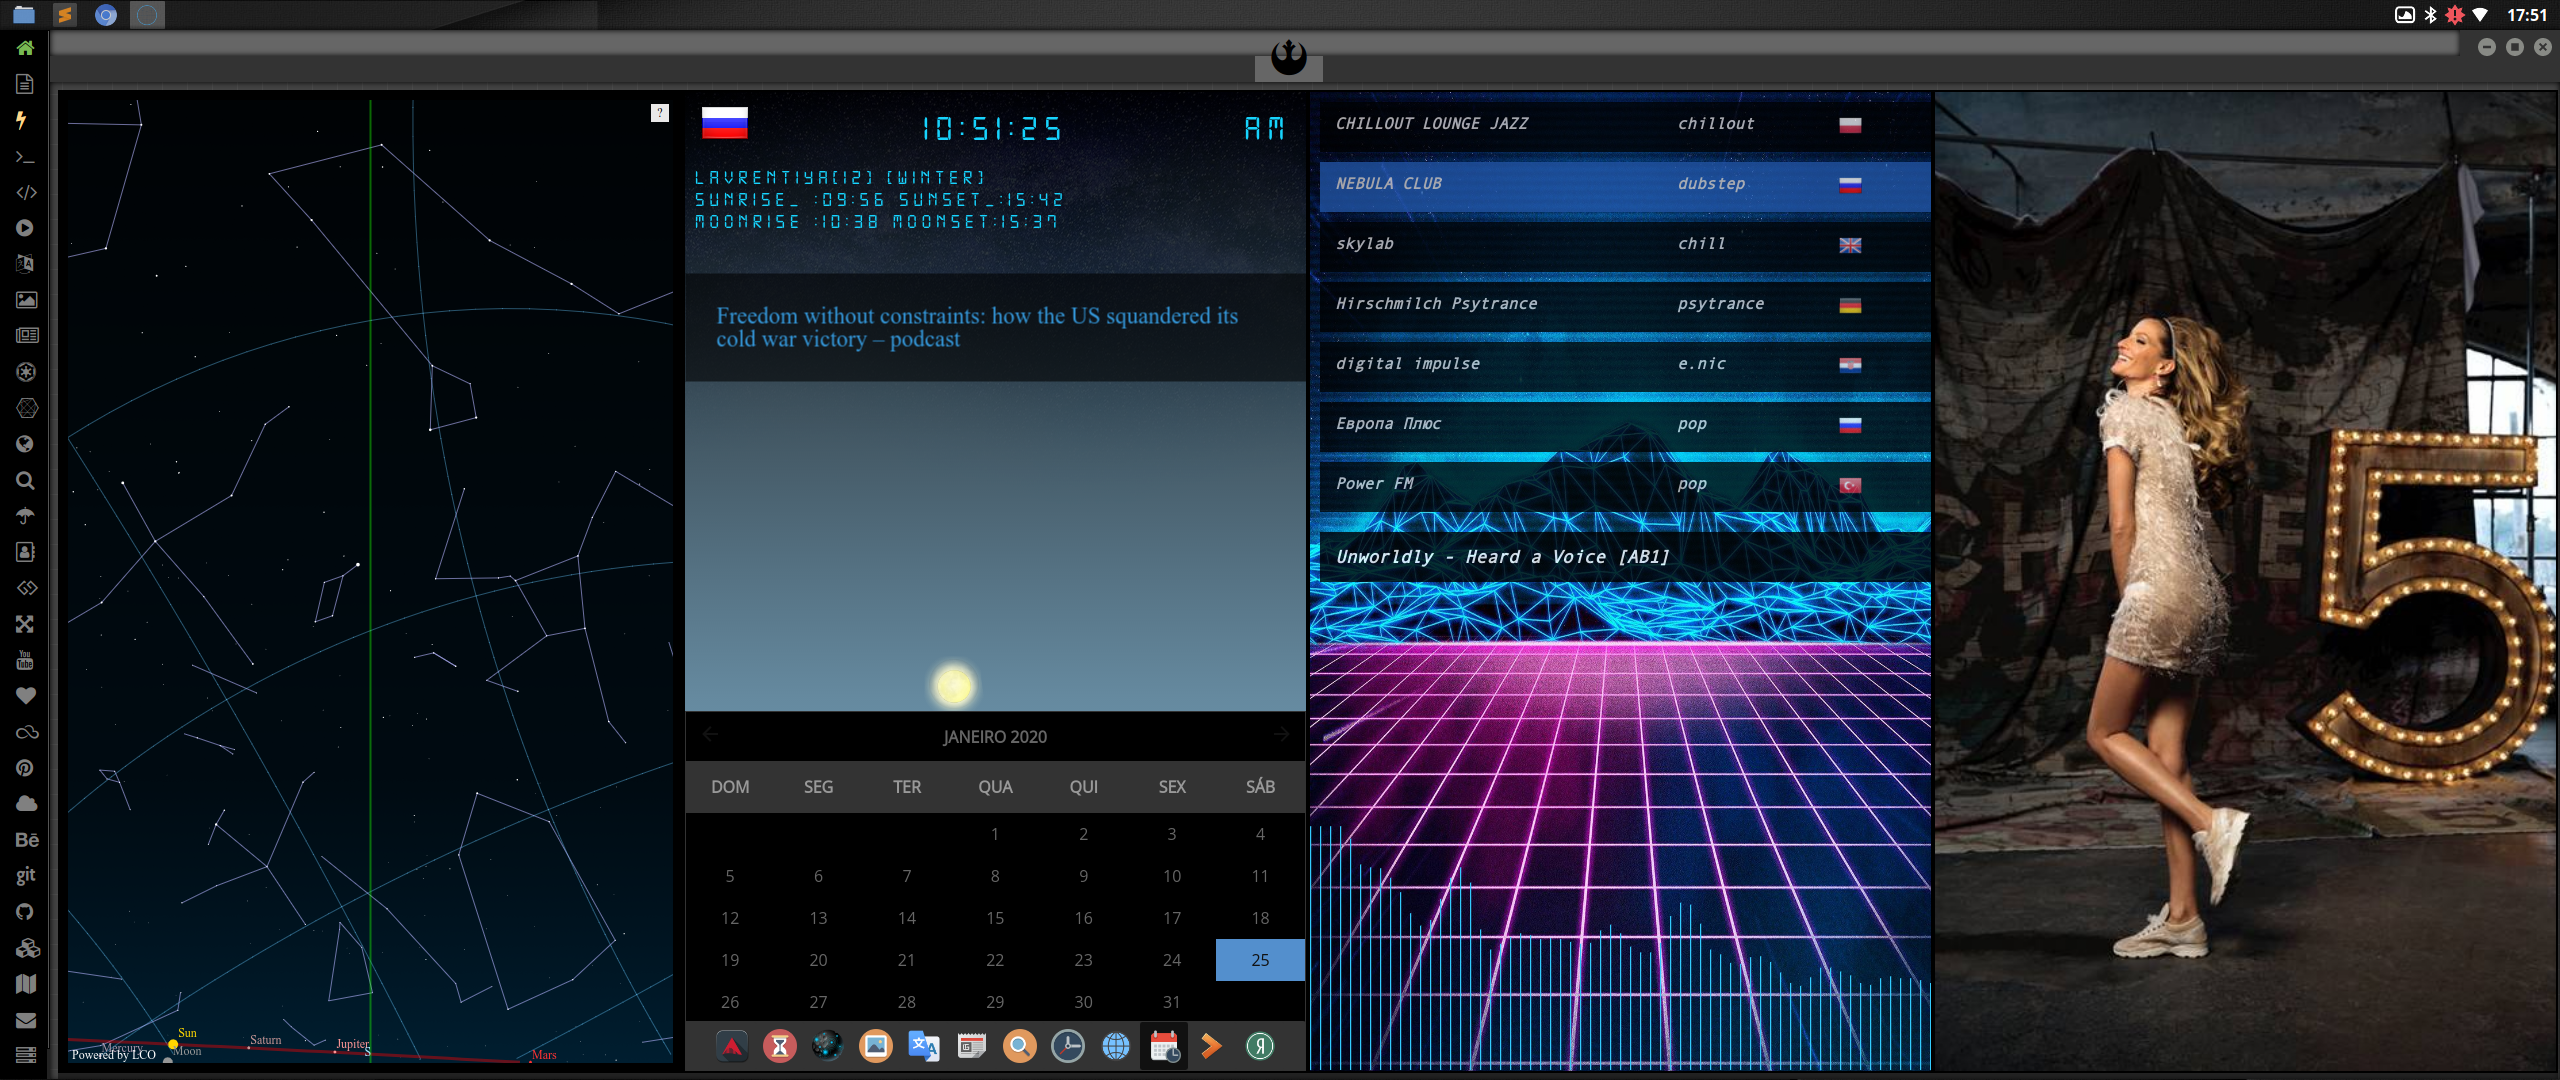 17:51
?
10:51:25 AM
LAVRENTIYA[12] [WINTER]
SUNRISE_ :09:56 SUNSET_:15:42
MOONRISE :10:38 MOONSET:15:37
Freedom without constraints: how the US squandered its
cold war victory – podcast
JANEIRO 2020
DOM SEG TER QUA QUI SEX SÁB
1 2 3 4
5 6 7 8 9 10 11
12 13 14 15 16 17 18
19 20 21 22 23 24 25
26 27 28 29 30 31
CHILLOUT LOUNGE JAZZ chillout
NEBULA CLUB dubstep
skylab chill
Hirschmilch Psytrance psytrance
digital impulse e.nic
Европа Плюс pop
Power FM pop
Unworldly - Heard a Voice [AB1]
5
You
Tube
Bē
git
Sun
Mercury
Moon
Saturn
Jupiter
S
Mars
Powered by LCO
Я